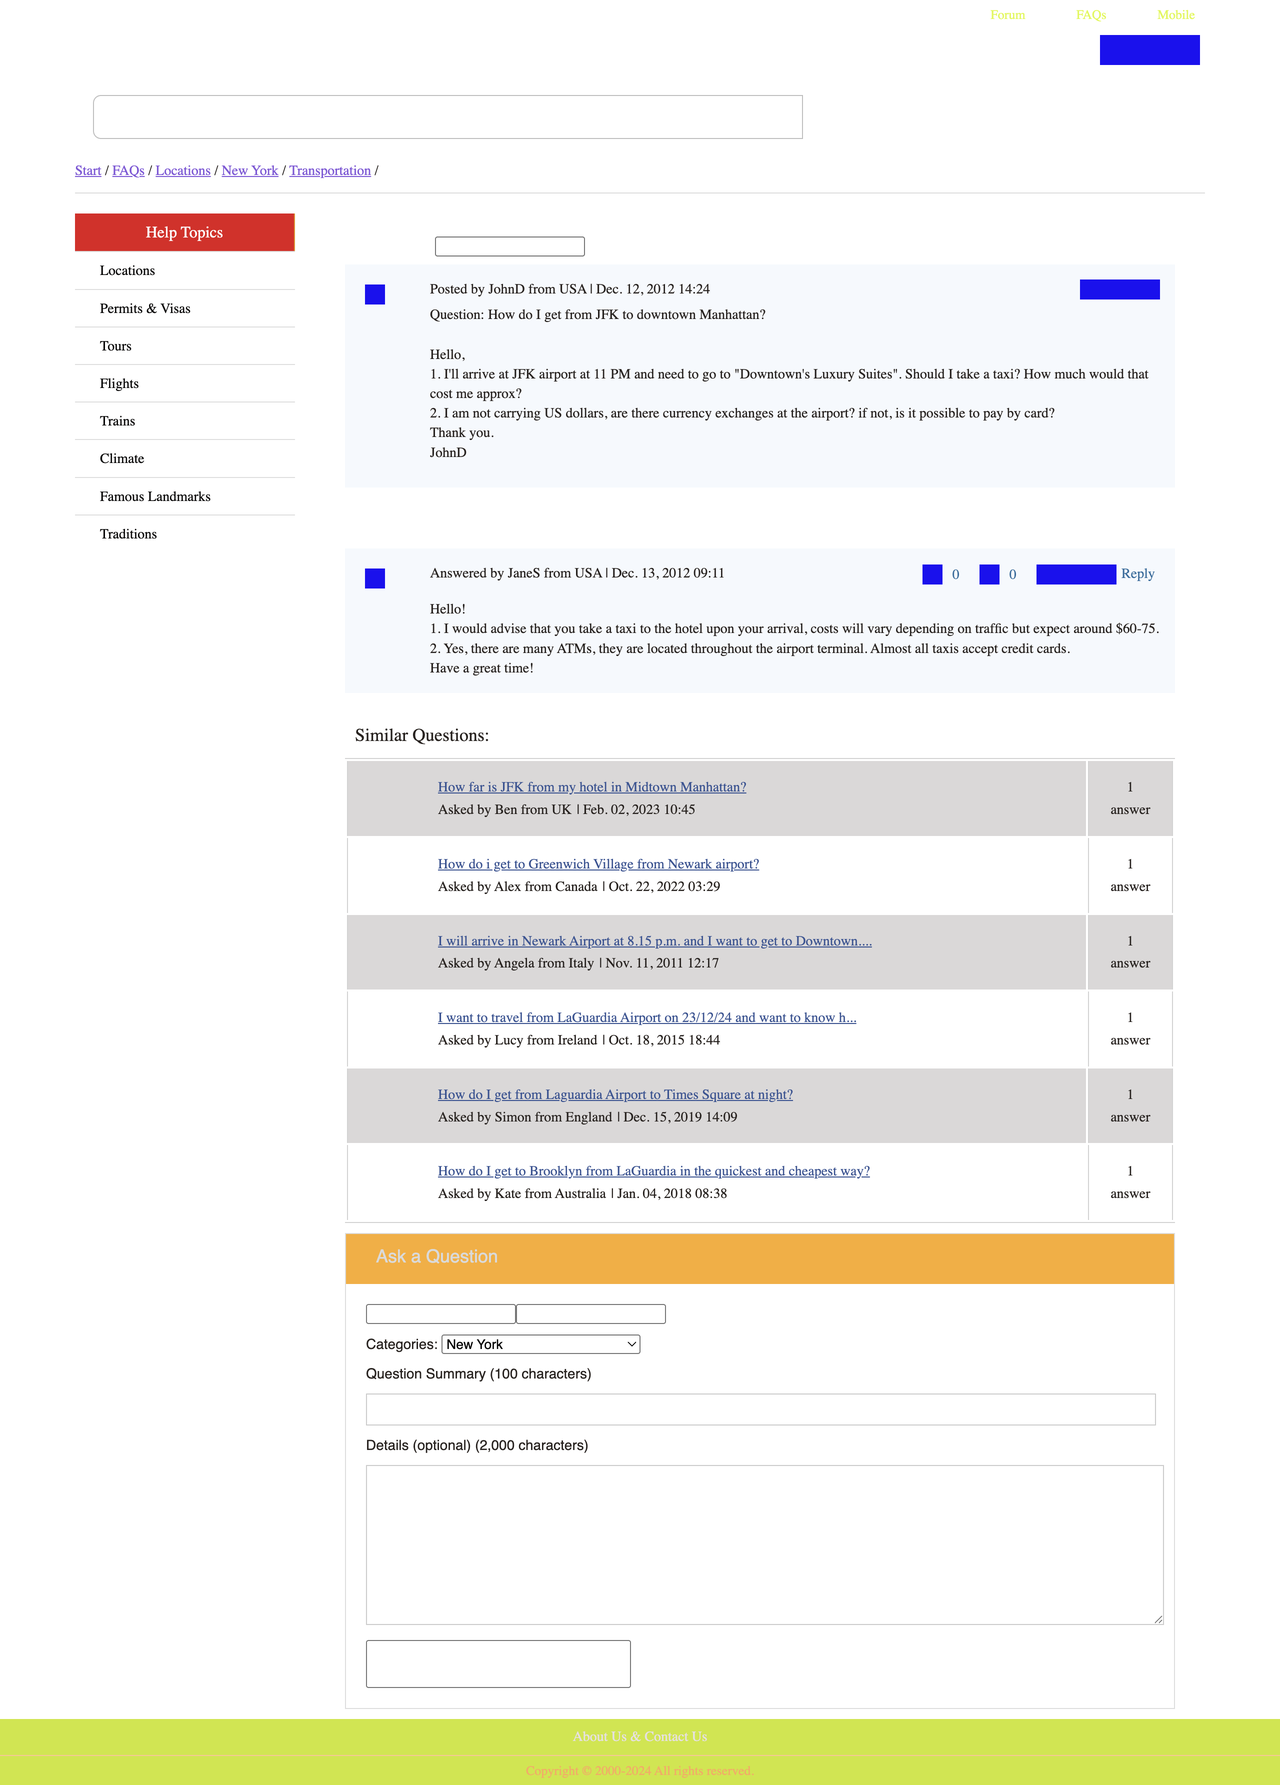 Forum FAQs Mobile
Start / FAQs / Locations / New York / Transportation /
Help Topics
Locations
Permits & Visas
Tours
Flights
Trains
Climate
Famous Landmarks
Traditions
Posted by JohnD from USA | Dec. 12, 2012 14:24
Question: How do I get from JFK to downtown Manhattan?
Hello,
1. I'll arrive at JFK airport at 11 PM and need to go to "Downtown's Luxury Suites". Should I take a taxi? How much would that
cost me approx?
2. I am not carrying US dollars, are there currency exchanges at the airport? if not, is it possible to pay by card?
Thank you.
JohnD
Answered by JaneS from USA | Dec. 13, 2012 09:11
0 0 Reply
Hello!
1. I would advise that you take a taxi to the hotel upon your arrival, costs will vary depending on traffic but expect around $60-75.
2. Yes, there are many ATMs, they are located throughout the airport terminal. Almost all taxis accept credit cards.
Have a great time!
Similar Questions:
How far is JFK from my hotel in Midtown Manhattan?
Asked by Ben from UK | Feb. 02, 2023 10:45
1
answer
How do i get to Greenwich Village from Newark airport?
Asked by Alex from Canada | Oct. 22, 2022 03:29
1
answer
I will arrive in Newark Airport at 8.15 p.m. and I want to get to Downtown....
Asked by Angela from Italy | Nov. 11, 2011 12:17
1
answer
I want to travel from LaGuardia Airport on 23/12/24 and want to know h...
Asked by Lucy from Ireland | Oct. 18, 2015 18:44
1
answer
How do I get from Laguardia Airport to Times Square at night?
Asked by Simon from England | Dec. 15, 2019 14:09
1
answer
How do I get to Brooklyn from LaGuardia in the quickest and cheapest way?
Asked by Kate from Australia | Jan. 04, 2018 08:38
1
answer
Ask a Question
Categories: New York
Question Summary (100 characters)
Details (optional) (2,000 characters)
About Us & Contact Us
Copyright © 2000-2024 All rights reserved.